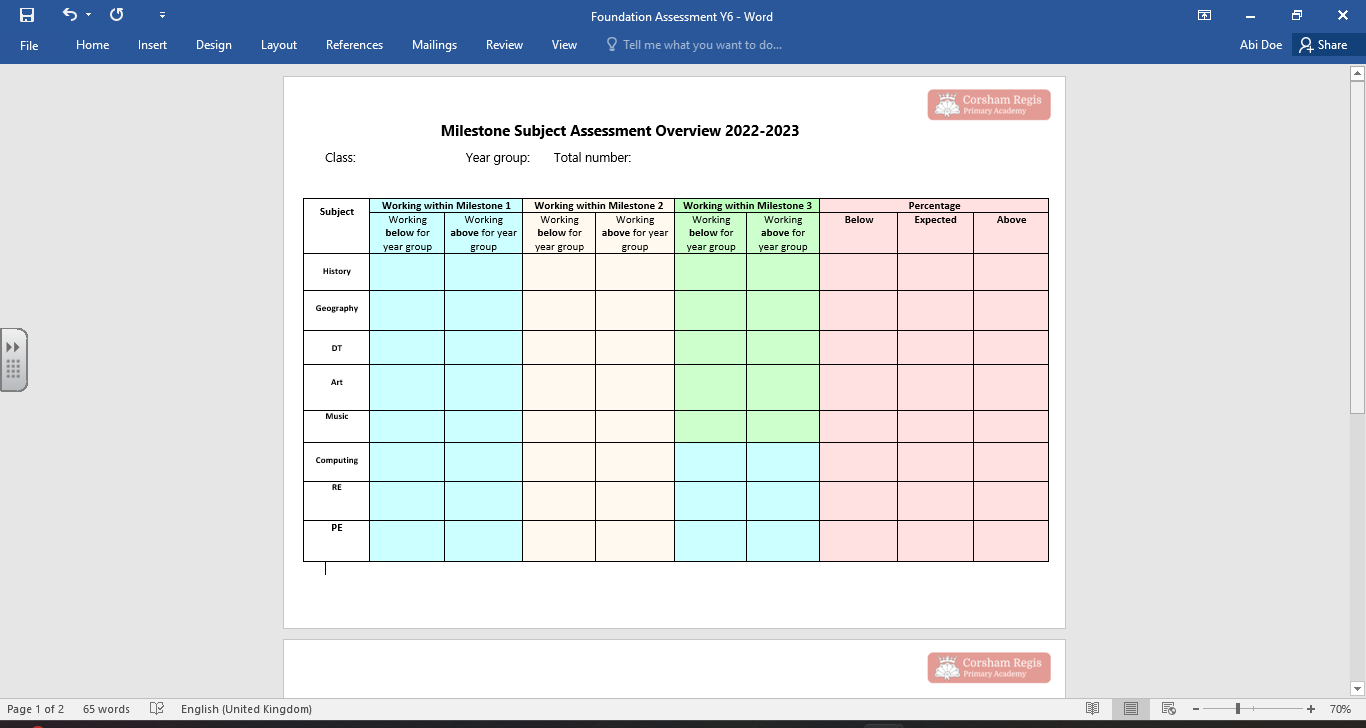 Foundation Assessment Y6 - Word
File Home Insert Design Layout References Mailings Review View Tell me what you want to do... Abi Doe Share
Corsham Regis
Primary Academy
Milestone Subject Assessment Overview 2022-2023
Class: Year group: Total number:
Subject Working within Milestone 1 Working within Milestone 2 Working within Milestone 3 Percentage
Working Working Working Working Working Working Below Expected Above
below for above for year below for above for year below for above for
year group group year group group year group year group
History
Geography
DT
Art
Music
Computing
RE
PE
Corsham Regis
Primary Academy
Page 1 of 2 65 words English (United Kingdom) 70%